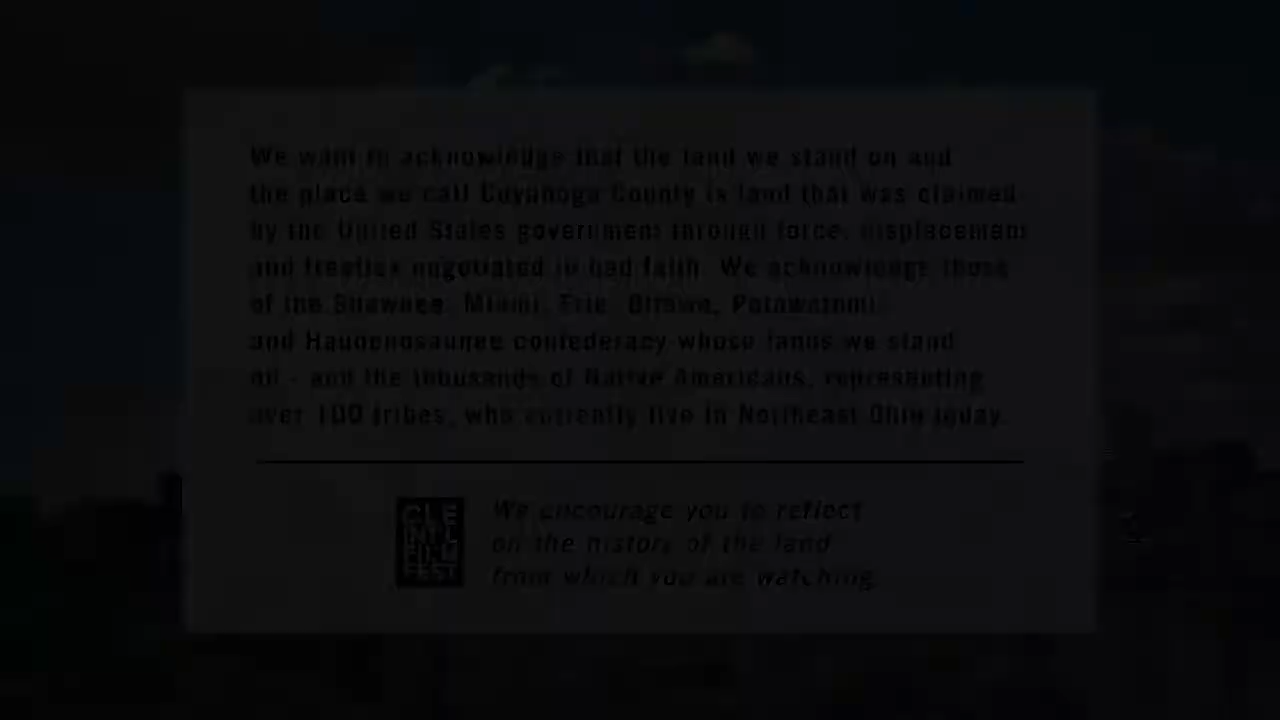 We want to acknowledge that the land we stand on and
the place we call Cuyahoga County is land that was claimed
by the United States government through force, displacement
and treaties negotiated in bad faith. We acknowledge those
of the Shawnee, Miami, Erie, Ottawa, Potawatomi,
and Haudenosaunee confederacy whose lands we stand
on - and the thousands of Native Americans, representing
over 100 tribes, who currently live in Northeast Ohio today.
CLE
INTL
FILM
FEST
We encourage you to reflect
on the history of the land
from which you are watching.